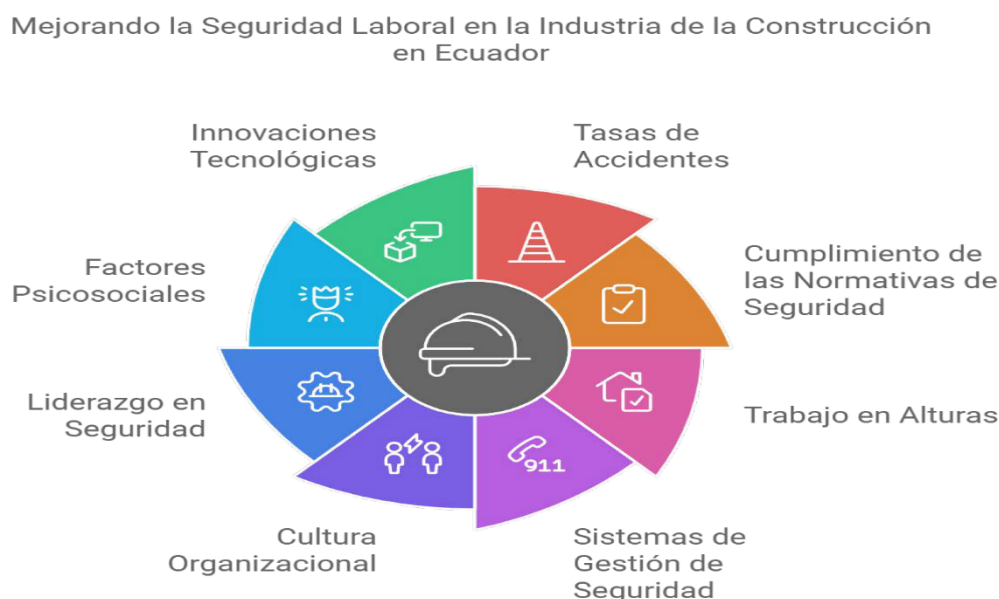 Mejorando la Seguridad Laboral en la Industria de la Construcción
en Ecuador
Innovaciones
Tecnológicas
Tasas de
Accidentes
Factores
Psicosociales
Cumplimiento de
las Normativas de
Seguridad
Liderazgo en
Seguridad
Trabajo en Alturas
911
Cultura
Organizacional
Sistemas de
Gestión de
Seguridad